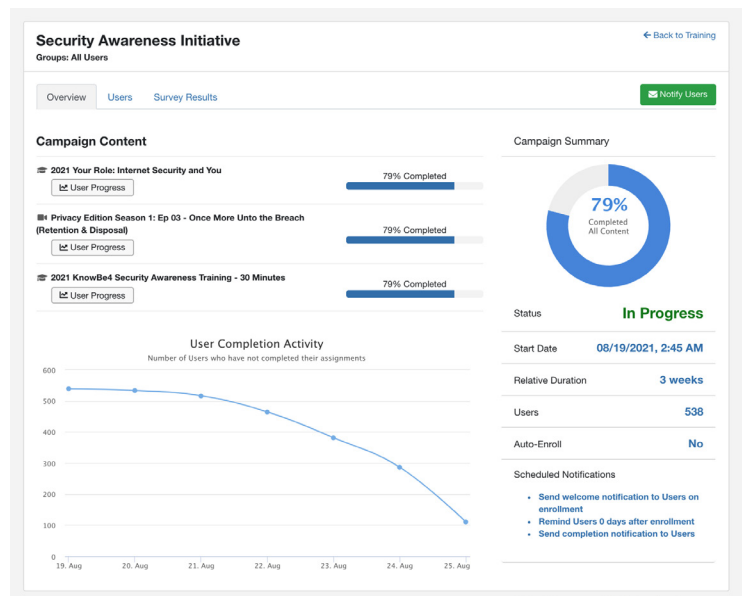 Security Awareness Initiative
Groups: All Users
Back to Training
Overview
Users
Survey Results
Notify Users
Campaign Content
2021 Your Role: Internet Security and You
User Progress
79% Completed
Privacy Edition Season 1: Ep 03 - Once More Unto the Breach
(Retention & Disposal)
User Progress
79% Completed
2021 KnowBe4 Security Awareness Training - 30 Minutes
User Progress
79% Completed
User Completion Activity
Number of Users who have not completed their assignments
600
500
400
300
200
100
0
19. Aug
20. Aug
21. Aug
22. Aug
23. Aug
24. Aug
25. Aug
Campaign Summary
79%
Completed
All Content
Status
In Progress
Start Date
08/19/2021, 2:45 AM
Relative Duration
3 weeks
Users
538
Auto-Enroll
No
Scheduled Notifications
Send welcome notification to Users on
enrollment
Remind Users 0 days after enrollment
Send completion notification to Users